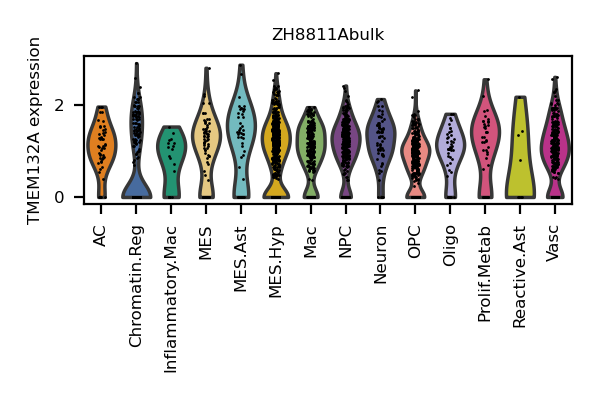 ZH8811Abulk
TMEM132A expression
2
0
AC
Chromatin.Reg
Inflammatory.Mac
MES
MES.Ast
MES.Hyp
Mac
NPC
Neuron
OPC
Oligo
Prolif.Metab
Reactive.Ast
Vasc